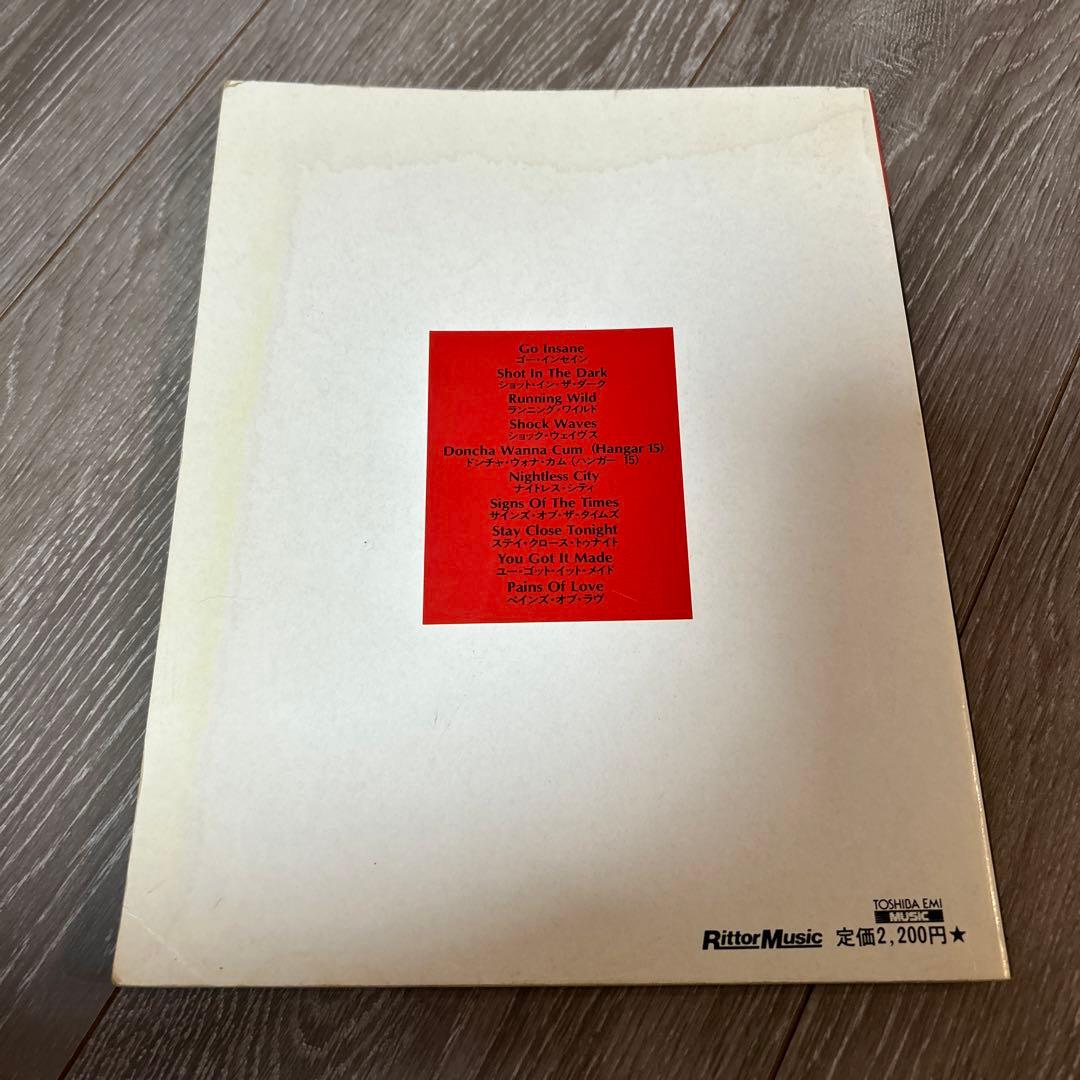 Go Insane
ゴー・インセイン
Shot In The Dark
ショット・イン・ザ・ダーク
Running Wild
ランニング・ワイルド
Shock Waves
ショック・ウェイヴス
Doncha Wanna Cum (Hangar 15)
ドンチャ・ウォナ・カム (ハンガー 15)
Nightless City
ナイトレス・シティ
Signs Of The Times
サインズ・オブ・ザ・タイムズ
Stay Close Tonight
ステイ・クロース・トゥナイト
You Got It Made
ユー・ゴット・イット・メイド
Pains Of Love
ペインズ・オブ・ラヴ
TOSHIBA EMI
MUSIC
RittorMusic 定価2,200円★